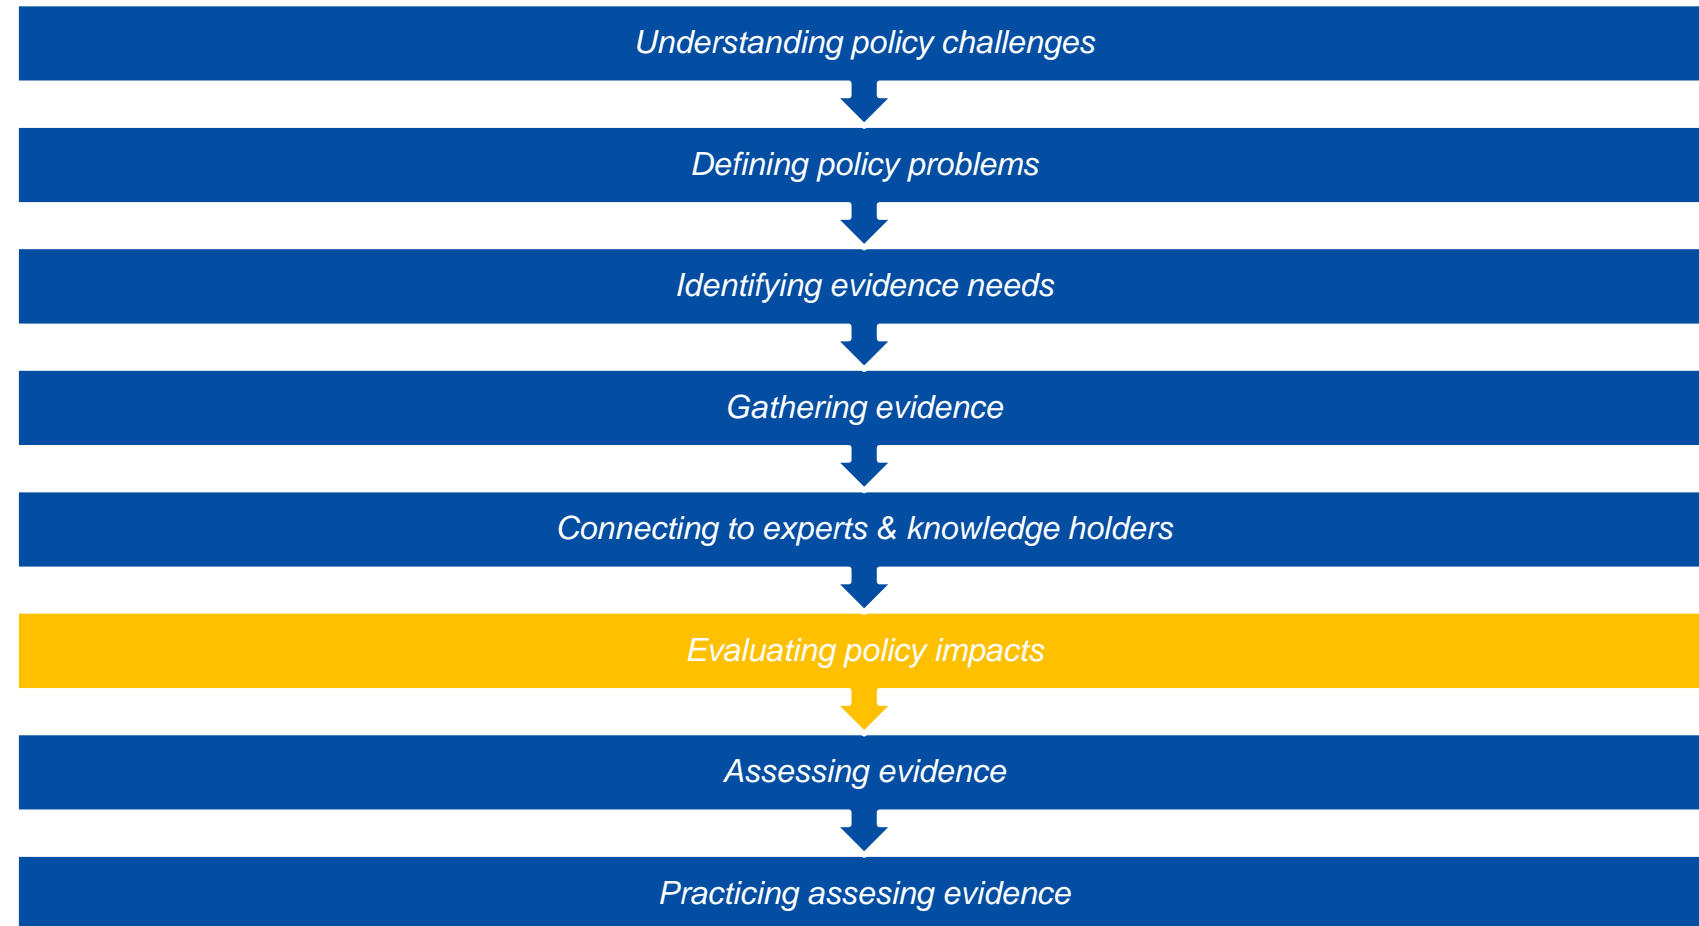 Understanding policy challenges
Defining policy problems
Identifying evidence needs
Gathering evidence
Connecting to experts & knowledge holders
Evaluating policy impacts
Assessing evidence
Practicing assesing evidence